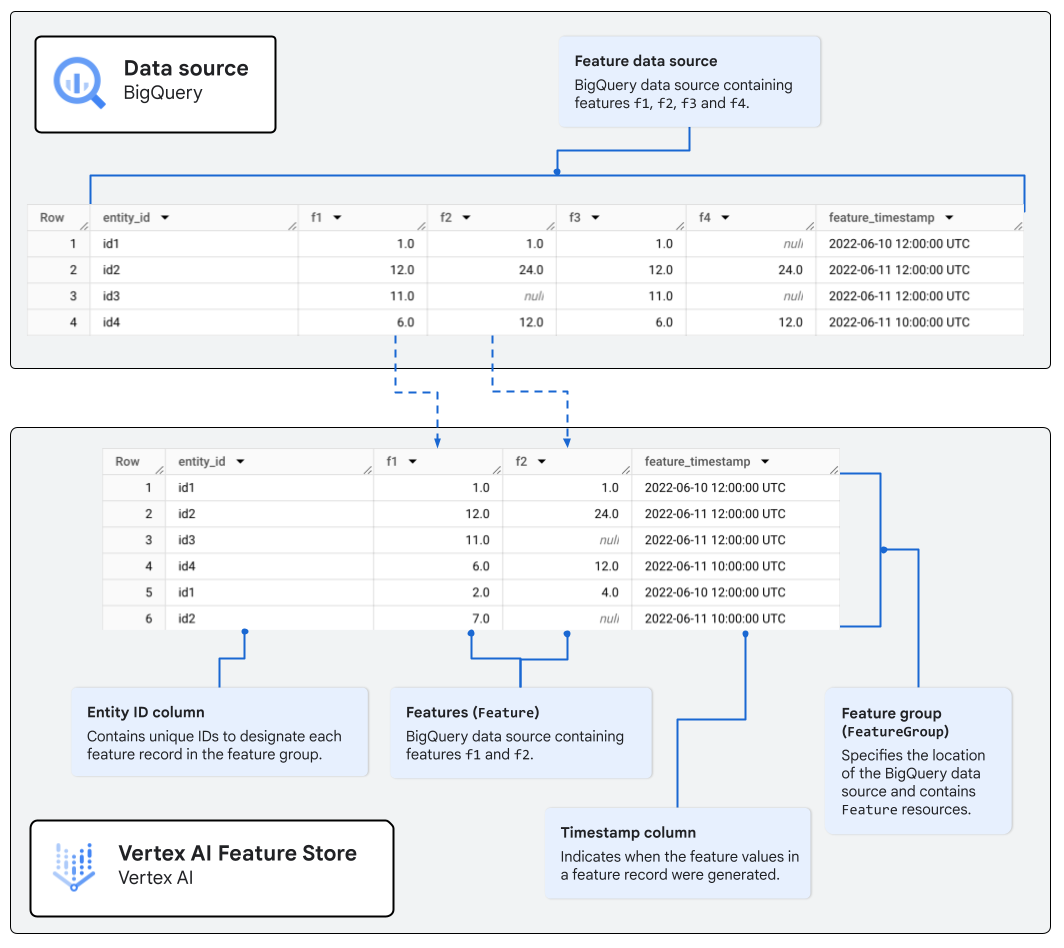 Data source
BigQuery
Feature data source
BigQuery data source containing
features f1, f2, f3 and f4.
Row entity_id f1 f2 f3 f4 feature_timestamp
1 id1 1.0 1.0 1.0 null 2022-06-10 12:00:00 UTC
2 id2 12.0 24.0 12.0 24.0 2022-06-11 12:00:00 UTC
3 id3 11.0 null 11.0 null 2022-06-11 12:00:00 UTC
4 id4 6.0 12.0 6.0 12.0 2022-06-11 10:00:00 UTC
Row entity_id f1 f2 feature_timestamp
1 id1 1.0 1.0 2022-06-10 12:00:00 UTC
2 id2 12.0 24.0 2022-06-11 12:00:00 UTC
3 id3 11.0 null 2022-06-11 12:00:00 UTC
4 id4 6.0 12.0 2022-06-11 10:00:00 UTC
5 id1 2.0 4.0 2022-06-10 12:00:00 UTC
6 id2 7.0 null 2022-06-11 10:00:00 UTC
Entity ID column
Contains unique IDs to designate each
feature record in the feature group.
Features (Feature)
BigQuery data source containing
features f1 and f2.
Feature group
(FeatureGroup)
Specifies the location
of the BigQuery data
source and contains
Feature resources.
Timestamp column
Indicates when the feature values in
a feature record were generated.
Vertex AI Feature Store
Vertex AI